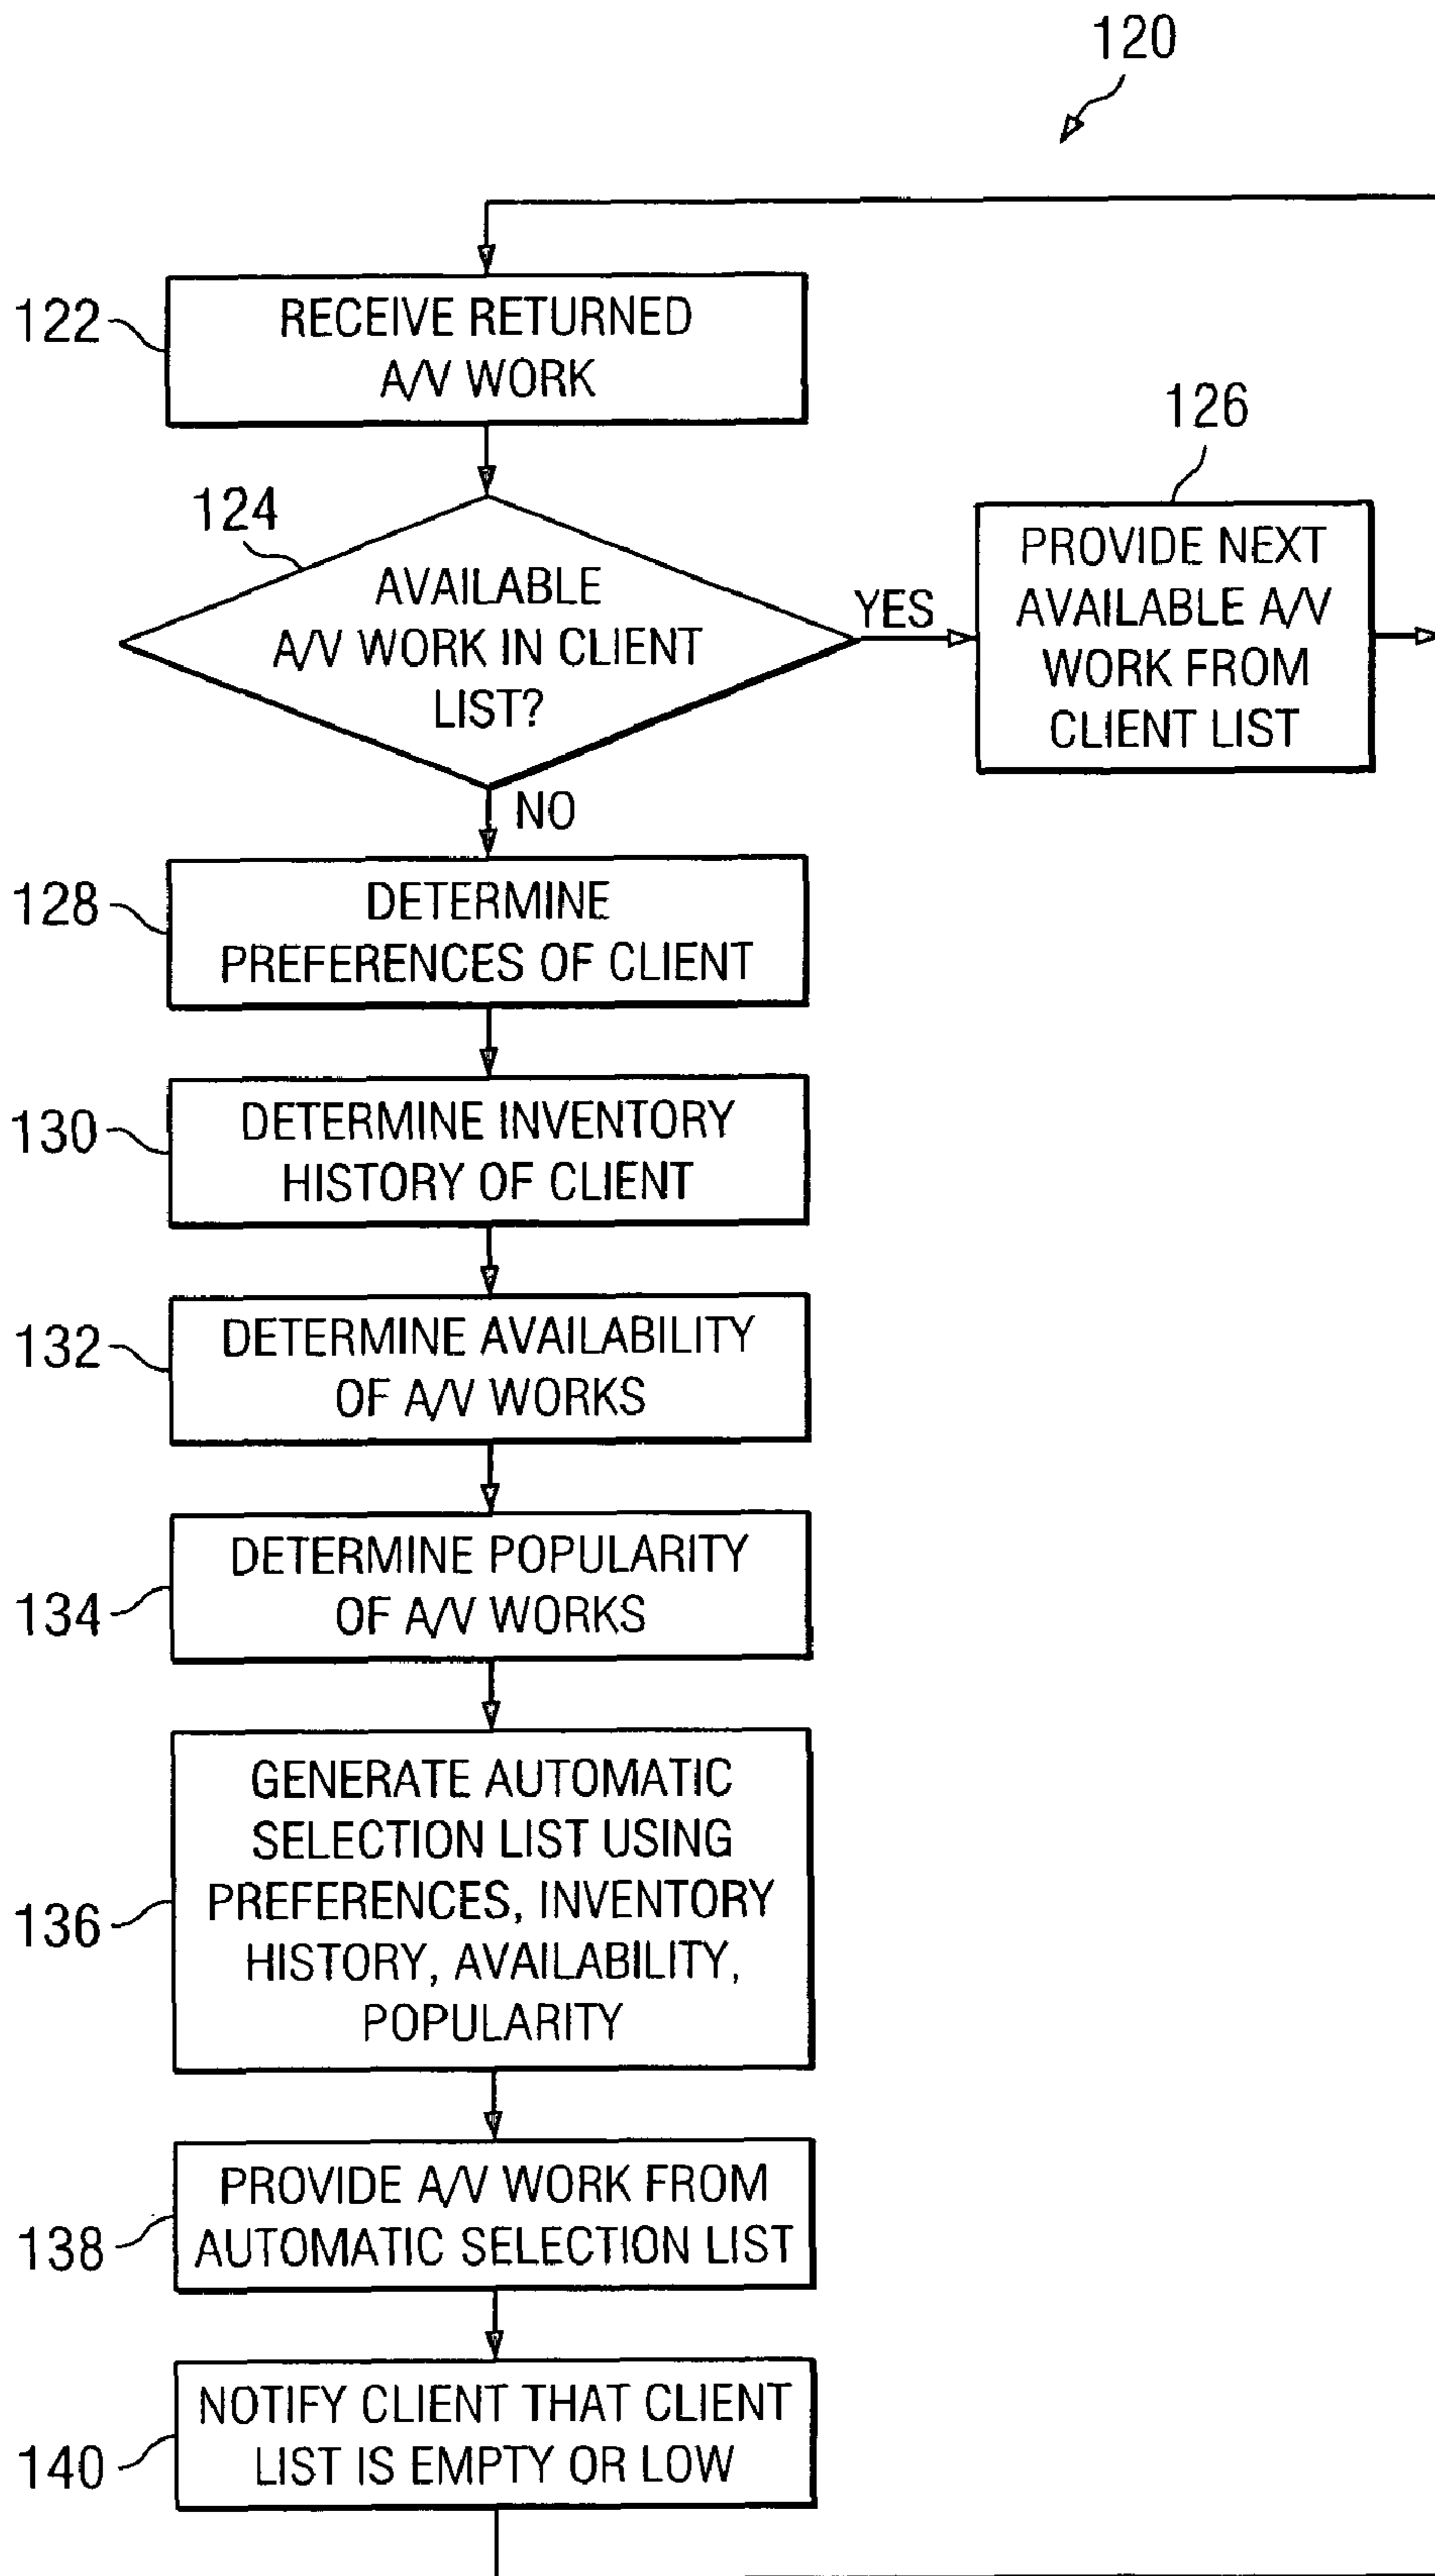 120
122
RECEIVE RETURNED
A/V WORK
124
AVAILABLE
A/V WORK IN CLIENT
LIST?
YES
126
PROVIDE NEXT
AVAILABLE A/V
WORK FROM
CLIENT LIST
NO
128
DETERMINE
PREFERENCES OF CLIENT
130
DETERMINE INVENTORY
HISTORY OF CLIENT
132
DETERMINE AVAILABILITY
OF A/V WORKS
134
DETERMINE POPULARITY
OF A/V WORKS
136
GENERATE AUTOMATIC
SELECTION LIST USING
PREFERENCES, INVENTORY
HISTORY, AVAILABILITY,
POPULARITY
138
PROVIDE A/V WORK FROM
AUTOMATIC SELECTION LIST
140
NOTIFY CLIENT THAT CLIENT
LIST IS EMPTY OR LOW